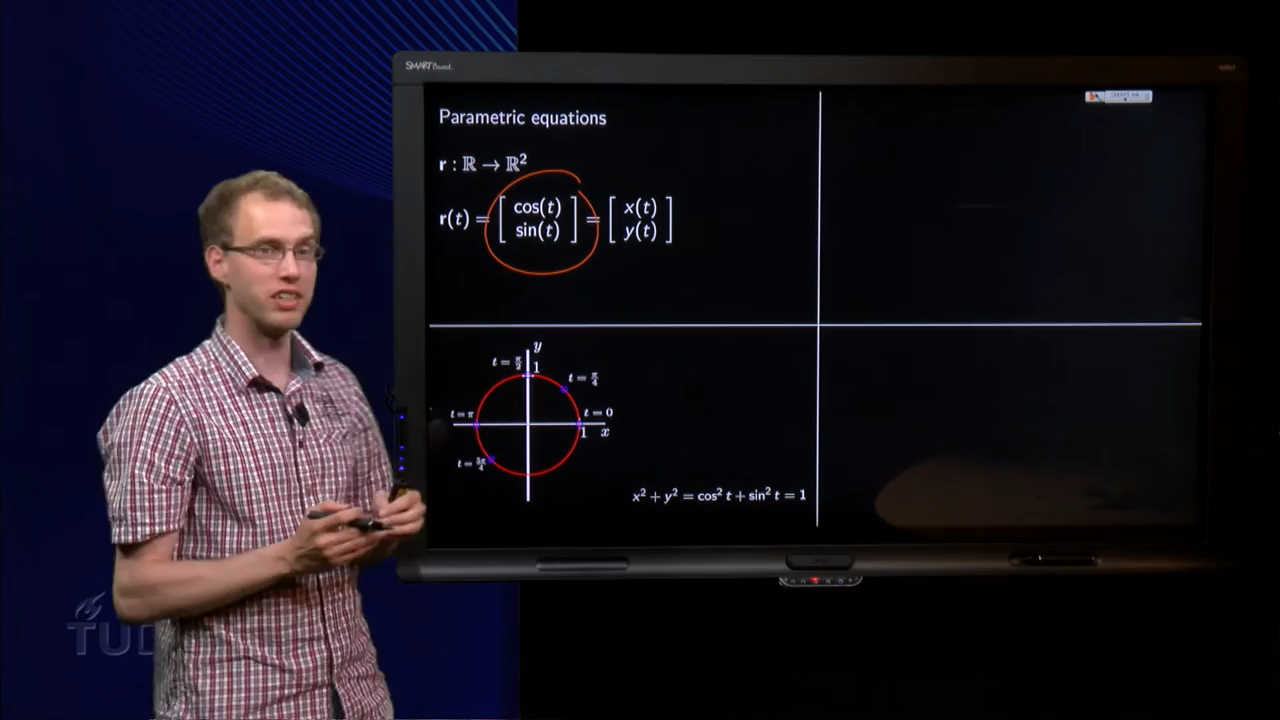 SMART Board
Parametric equations
r : ℝ → ℝ²
r(t) = [ cos(t) sin(t) ] = [ x(t) y(t) ]
y
t = π/2
1
t = π/4
t = π
t = 0
1 x
t = 5π/4
x² + y² = cos² t + sin² t = 1
TUD